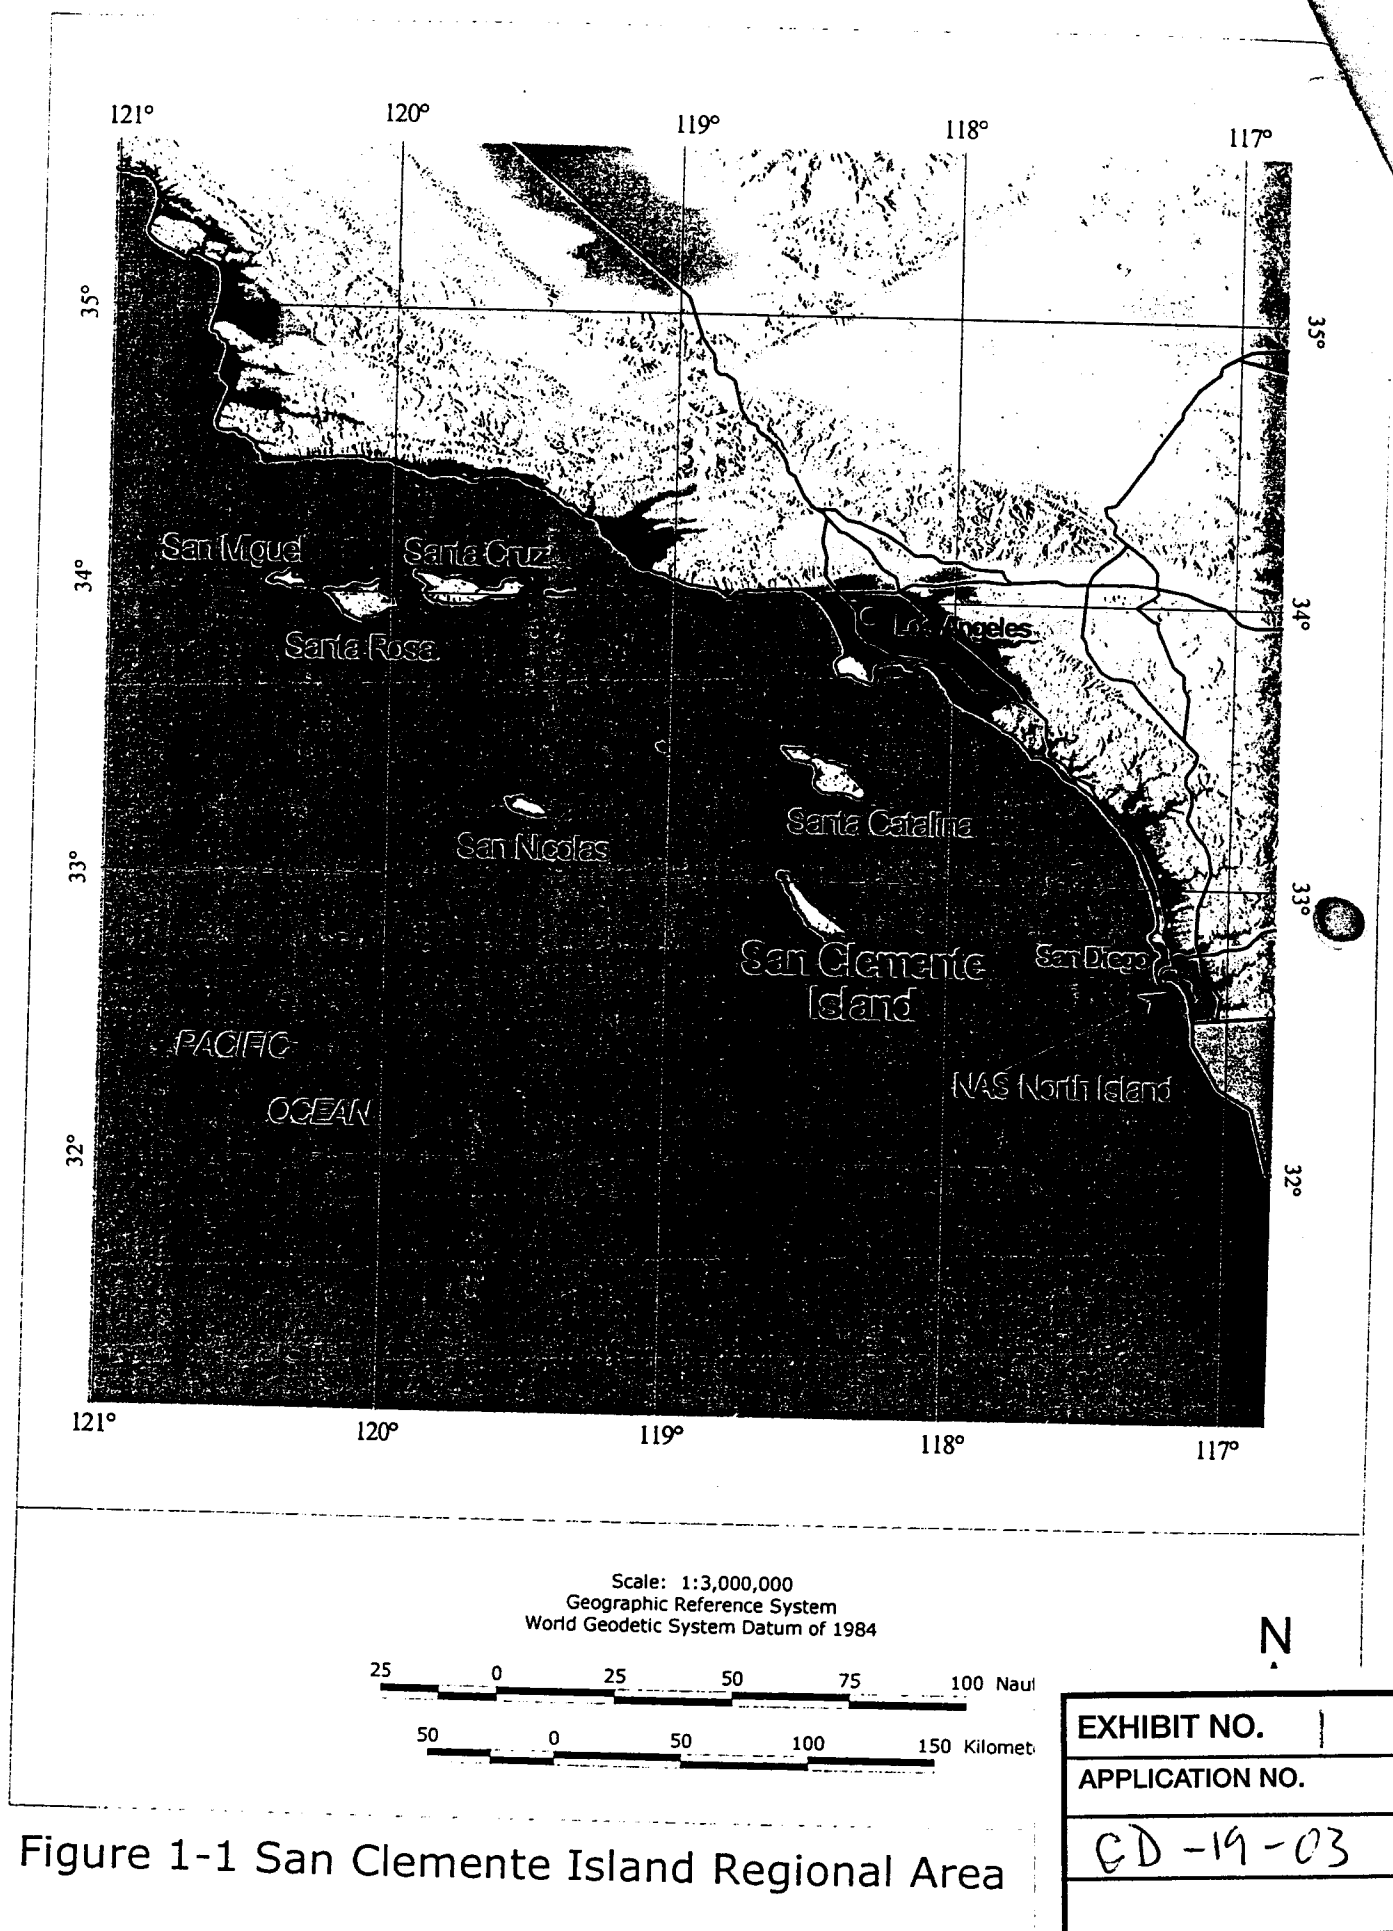 121°
120°
119°
118°
117°
35°
35°
San Miguel
Santa Cruz
34°
34°
Santa Rosa
Los Angeles
Santa Catalina
San Nicolas
33°
33°
San Clemente
Island
San Diego
PACIFIC
OCEAN
NAS North Island
32°
32°
121°
120°
119°
118°
117°
Scale: 1:3,000,000
Geographic Reference System
World Geodetic System Datum of 1984
N
25 0 25 50 75 100 Naut
50 0 50 100 150 Kilomet
EXHIBIT NO. 1
APPLICATION NO.
CD-19-03
Figure 1-1 San Clemente Island Regional Area